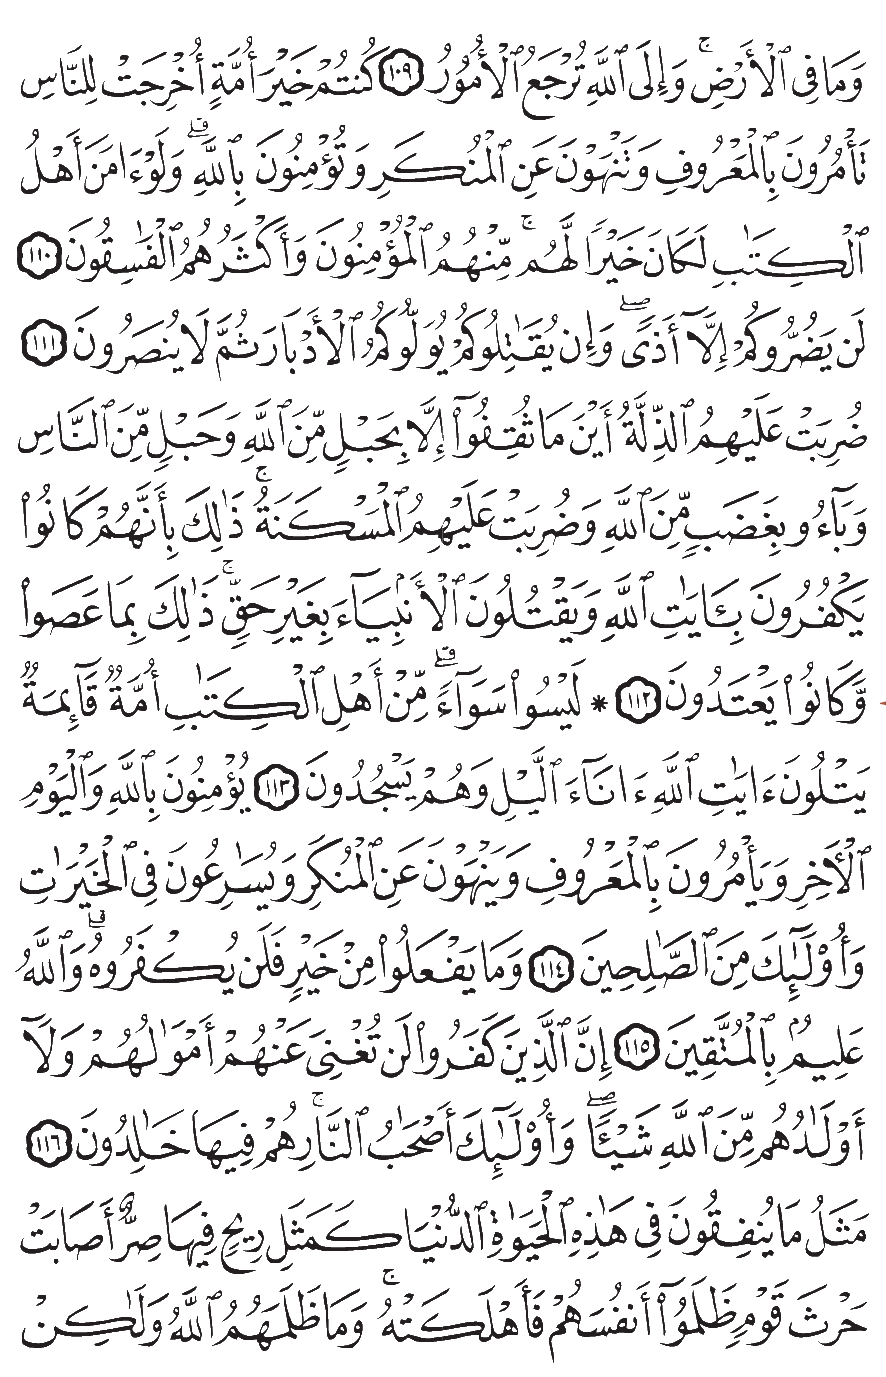 وَمَا فِي ٱلْأَرْضِۚ وَإِلَى ٱللَّهِ تُرْجَعُ ٱلْأُمُورُ ١٠٩ كُنتُمْ خَيْرَ أُمَّةٍ أُخْرِجَتْ لِلنَّاسِ
تَأْمُرُونَ بِٱلْمَعْرُوفِ وَتَنْهَوْنَ عَنِ ٱلْمُنكَرِ وَتُؤْمِنُونَ بِٱللَّهِۗ وَلَوْ ءَامَنَ أَهْلُ
ٱلْكِتَٰبِ لَكَانَ خَيْرًا لَّهُمۚ مِّنْهُمُ ٱلْمُؤْمِنُونَ وَأَكْثَرُهُمُ ٱلْفَٰسِقُونَ ١١٠
لَن يَضُرُّوكُمْ إِلَّآ أَذًىۖ وَإِن يُقَٰتِلُوكُمْ يُوَلُّوكُمُ ٱلْأَدْبَارَ ثُمَّ لَا يُنصَرُونَ ١١١
ضُرِبَتْ عَلَيْهِمُ ٱلذِّلَّةُ أَيْنَ مَا ثُقِفُوٓا۟ إِلَّا بِحَبْلٍ مِّنَ ٱللَّهِ وَحَبْلٍ مِّنَ ٱلنَّاسِ
وَبَآءُو بِغَضَبٍ مِّنَ ٱللَّهِ وَضُرِبَتْ عَلَيْهِمُ ٱلْمَسْكَنَةُۚ ذَٰلِكَ بِأَنَّهُمْ كَانُوا۟
يَكْفُرُونَ بِـَٔايَٰتِ ٱللَّهِ وَيَقْتُلُونَ ٱلْأَنۢبِيَآءَ بِغَيْرِ حَقٍّۚ ذَٰلِكَ بِمَا عَصَوا۟
وَّكَانُوا۟ يَعْتَدُونَ ١١٢ * لَيْسُوا۟ سَوَآءًۗ مِّنْ أَهْلِ ٱلْكِتَٰبِ أُمَّةٌ قَآئِمَةٌ
يَتْلُونَ ءَايَٰتِ ٱللَّهِ ءَانَآءَ ٱلَّيْلِ وَهُمْ يَسْجُدُونَ ١١٣ يُؤْمِنُونَ بِٱللَّهِ وَٱلْيَوْمِ
ٱلْأَخِرِ وَيَأْمُرُونَ بِٱلْمَعْرُوفِ وَيَنْهَوْنَ عَنِ ٱلْمُنكَرِ وَيُسَٰرِعُونَ فِي ٱلْخَيْرَٰتِ
وَأُو۟لَٰٓئِكَ مِنَ ٱلصَّٰلِحِينَ ١١٤ وَمَا يَفْعَلُوا۟ مِنْ خَيْرٍ فَلَن يُكْفَرُوهُۗ وَٱللَّهُ
عَلِيمٌۢ بِٱلْمُتَّقِينَ ١١٥ إِنَّ ٱلَّذِينَ كَفَرُوا۟ لَن تُغْنِىَ عَنْهُمْ أَمْوَٰلُهُمْ وَلَآ
أَوْلَٰدُهُم مِّنَ ٱللَّهِ شَيْـًٔاۖ وَأُو۟لَٰٓئِكَ أَصْحَٰبُ ٱلنَّارِۚ هُمْ فِيهَا خَٰلِدُونَ ١١٦
مَثَلُ مَا يُنفِقُونَ فِي هَٰذِهِ ٱلْحَيَوٰةِ ٱلدُّنْيَا كَمَثَلِ رِيحٍ فِيهَا صِرٌّ أَصَابَتْ
حَرْثَ قَوْمٍ ظَلَمُوٓا۟ أَنفُسَهُمْ فَأَهْلَكَتْهُۚ وَمَا ظَلَمَهُمُ ٱللَّهُ وَلَٰكِنْ